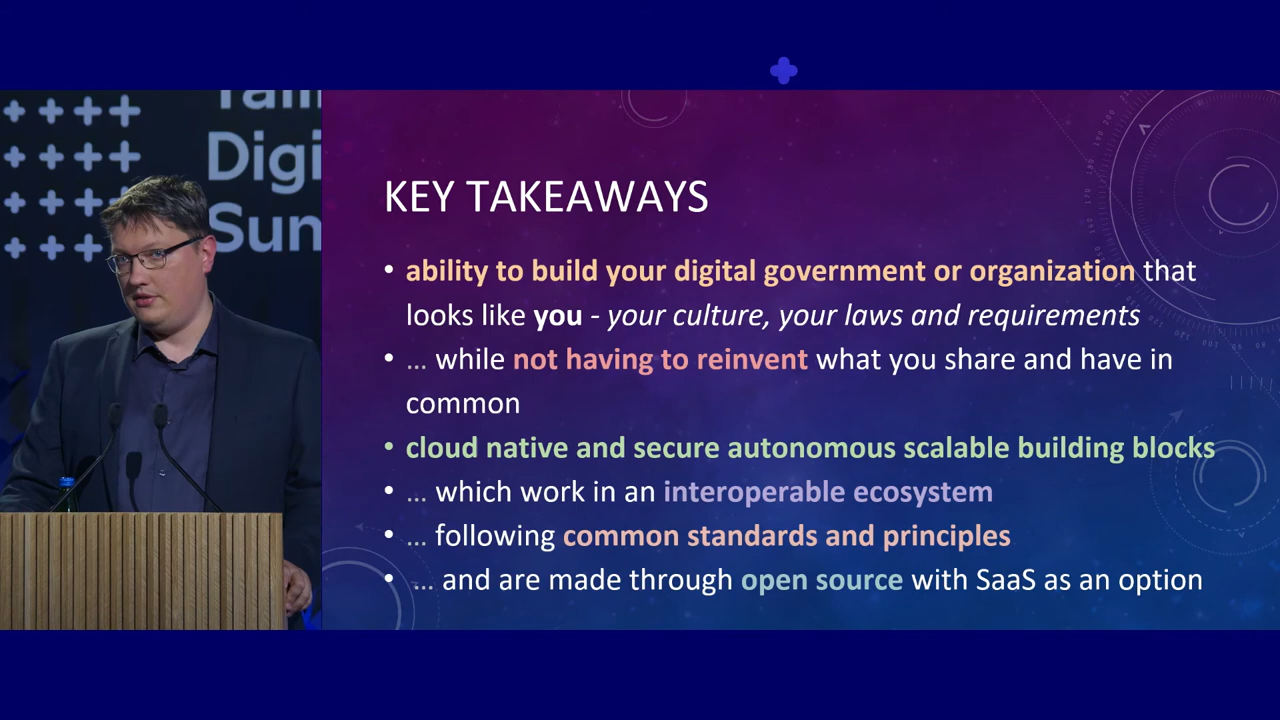 Digi
Sum
KEY TAKEAWAYS
• ability to build your digital government or organization that
looks like you - your culture, your laws and requirements
• ... while not having to reinvent what you share and have in
common
• cloud native and secure autonomous scalable building blocks
• ... which work in an interoperable ecosystem
• ... following common standards and principles
• ... and are made through open source with SaaS as an option